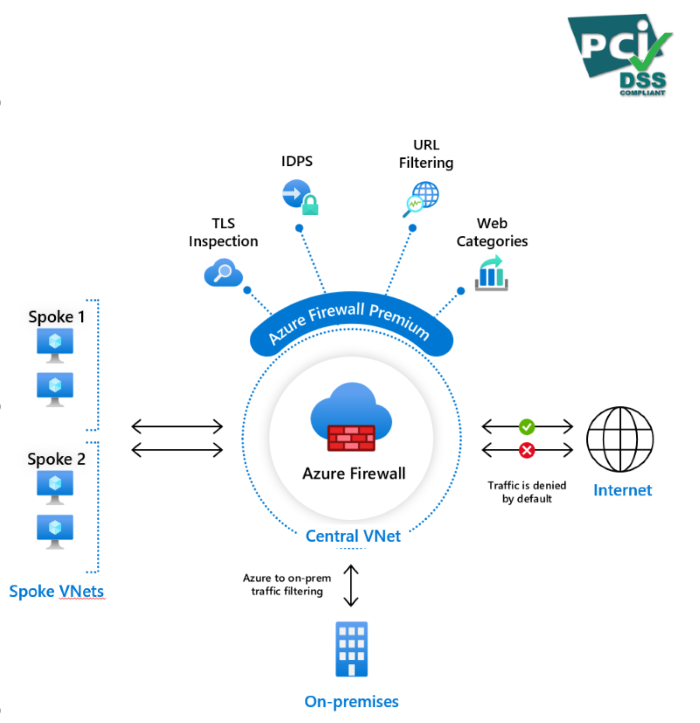 PCi
DSS
COMPLIANT
IDPS
URL
Filtering
TLS
Inspection
Web
Categories
Azure Firewall Premium
Spoke 1
Spoke 2
Azure Firewall
Traffic is denied
by default
Internet
Central VNet
Azure to on-prem
traffic filtering
Spoke VNets
On-premises